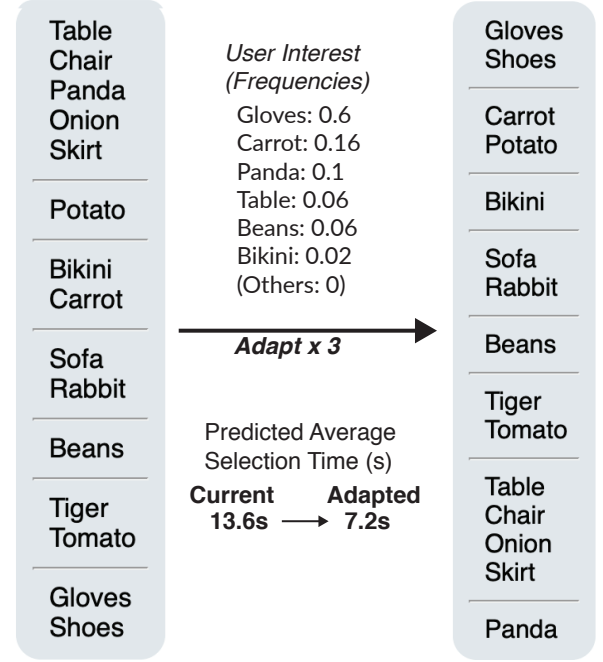 Table
Chair
Panda
Onion
Skirt
Potato
Bikini
Carrot
Sofa
Rabbit
Beans
Tiger
Tomato
Gloves
Shoes
User Interest
(Frequencies)
Gloves: 0.6
Carrot: 0.16
Panda: 0.1
Table: 0.06
Beans: 0.06
Bikini: 0.02
(Others: 0)
Adapt x 3
Predicted Average
Selection Time (s)
Current Adapted
13.6s 7.2s
Gloves
Shoes
Carrot
Potato
Bikini
Sofa
Rabbit
Beans
Tiger
Tomato
Table
Chair
Onion
Skirt
Panda